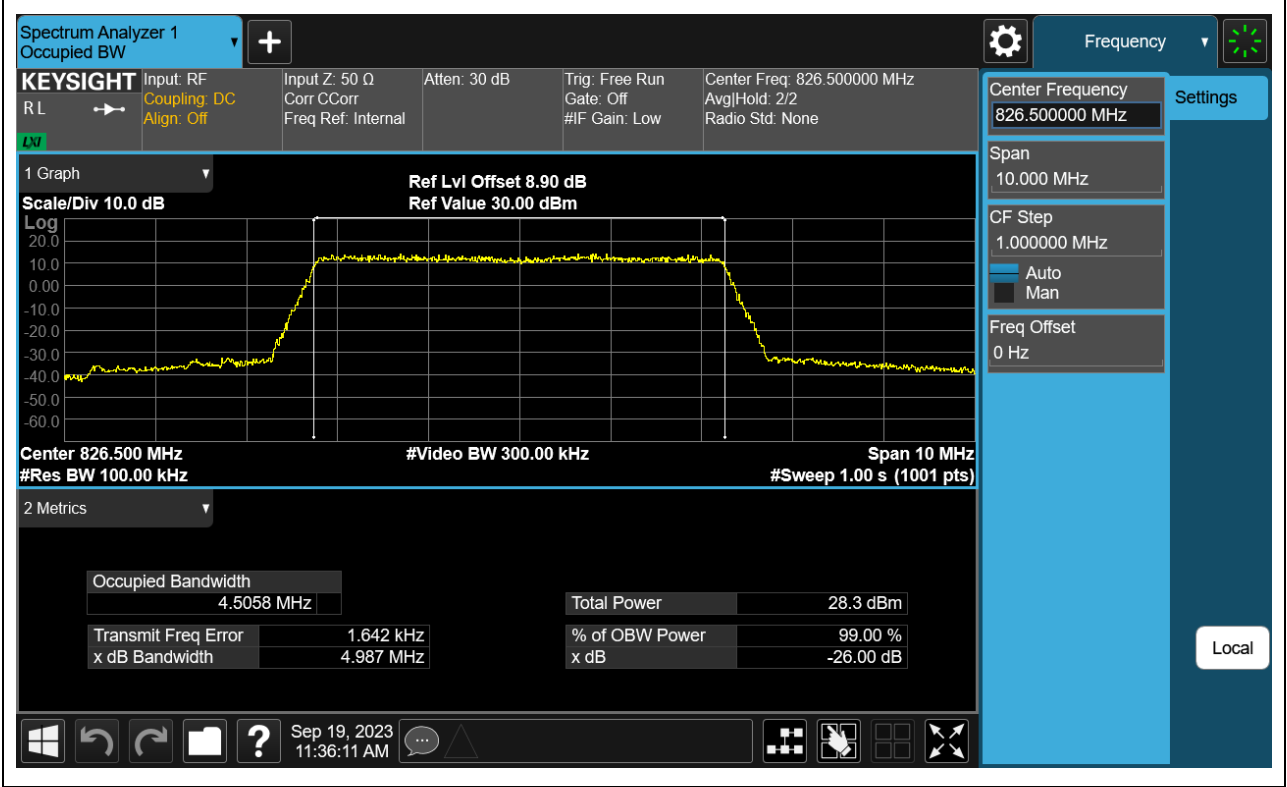 Spectrum Analyzer 1
Occupied BW
Frequency
KEYSIGHT
R L
LXI
Input: RF
Coupling: DC
Align: Off
Input Z: 50 Ω
Corr CCorr
Freq Ref: Internal
Atten: 30 dB
Trig: Free Run
Gate: Off
#IF Gain: Low
Center Freq: 826.500000 MHz
Avg|Hold: 2/2
Radio Std: None
Center Frequency
826.500000 MHz
Settings
Span
10.000 MHz
CF Step
1.000000 MHz
Auto
Man
Freq Offset
0 Hz
Local
1 Graph
Scale/Div 10.0 dB
Ref Lvl Offset 8.90 dB
Ref Value 30.00 dBm
Log
20.0
10.0
0.00
-10.0
-20.0
-30.0
-40.0
-50.0
-60.0
Center 826.500 MHz
#Video BW 300.00 kHz
Span 10 MHz
#Res BW 100.00 kHz
#Sweep 1.00 s (1001 pts)
2 Metrics
Occupied Bandwidth
4.5058 MHz
Total Power 28.3 dBm
Transmit Freq Error 1.642 kHz
% of OBW Power 99.00 %
x dB Bandwidth 4.987 MHz
x dB -26.00 dB
?
Sep 19, 2023
11:36:11 AM